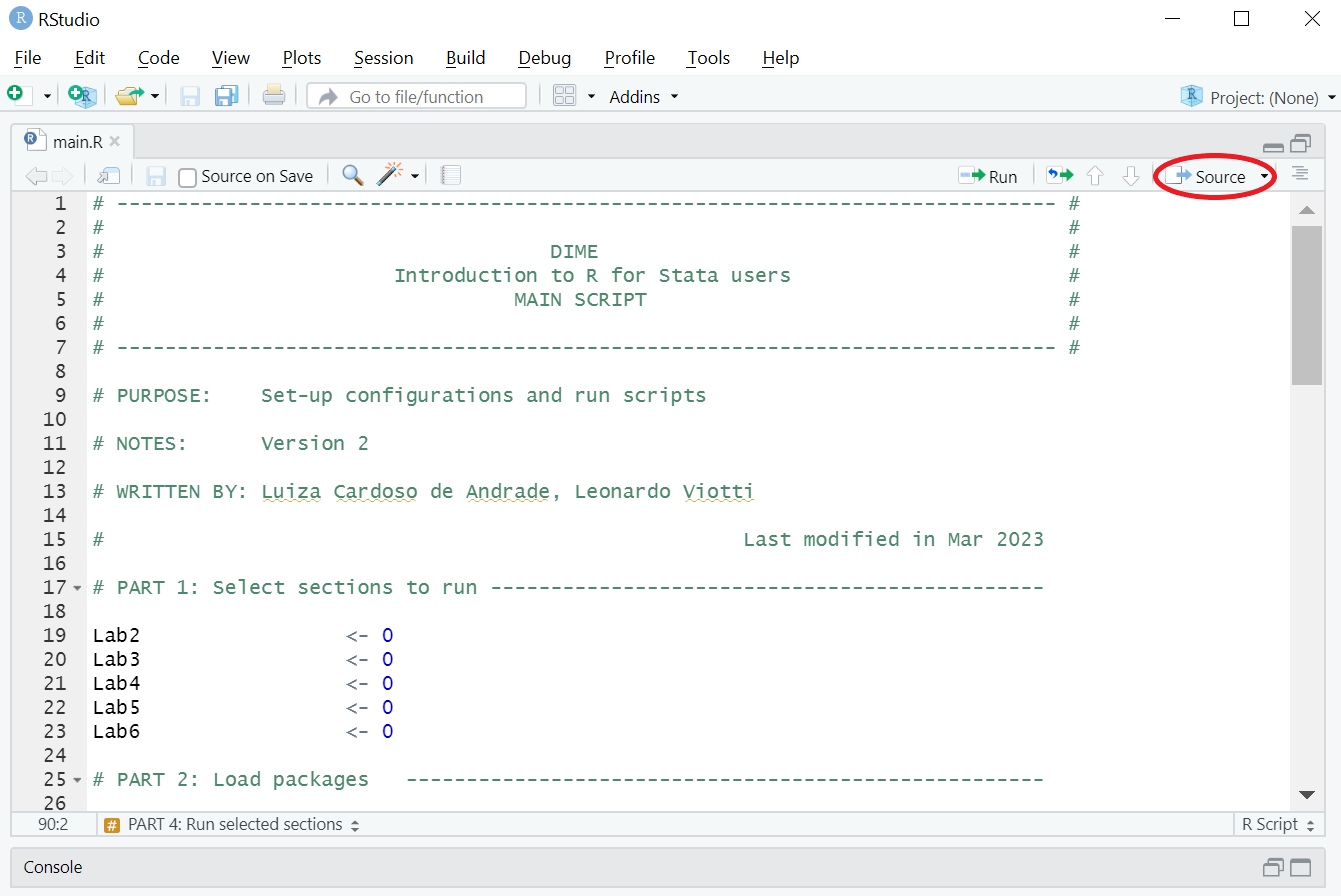 R RStudio
File Edit Code View Plots Session Build Debug Profile Tools Help
Go to file/function Addins Project: (None)
main.R
Source on Save Run Source
1 # ------------------------------------------------------------------------------ #
2 # #
3 # DIME #
4 # Introduction to R for Stata users #
5 # MAIN SCRIPT #
6 # #
7 # ------------------------------------------------------------------------------ #
8
9 # PURPOSE: Set-up configurations and run scripts
10
11 # NOTES: Version 2
12
13 # WRITTEN BY: Luiza Cardoso de Andrade, Leonardo Viotti
14
15 # Last modified in Mar 2023
16
17 # PART 1: Select sections to run ----------------------------------------------
18
19 Lab2 <- 0
20 Lab3 <- 0
21 Lab4 <- 0
22 Lab5 <- 0
23 Lab6 <- 0
24
25 # PART 2: Load packages -----------------------------------------------------
26
90:2 # PART 4: Run selected sections R Script
Console